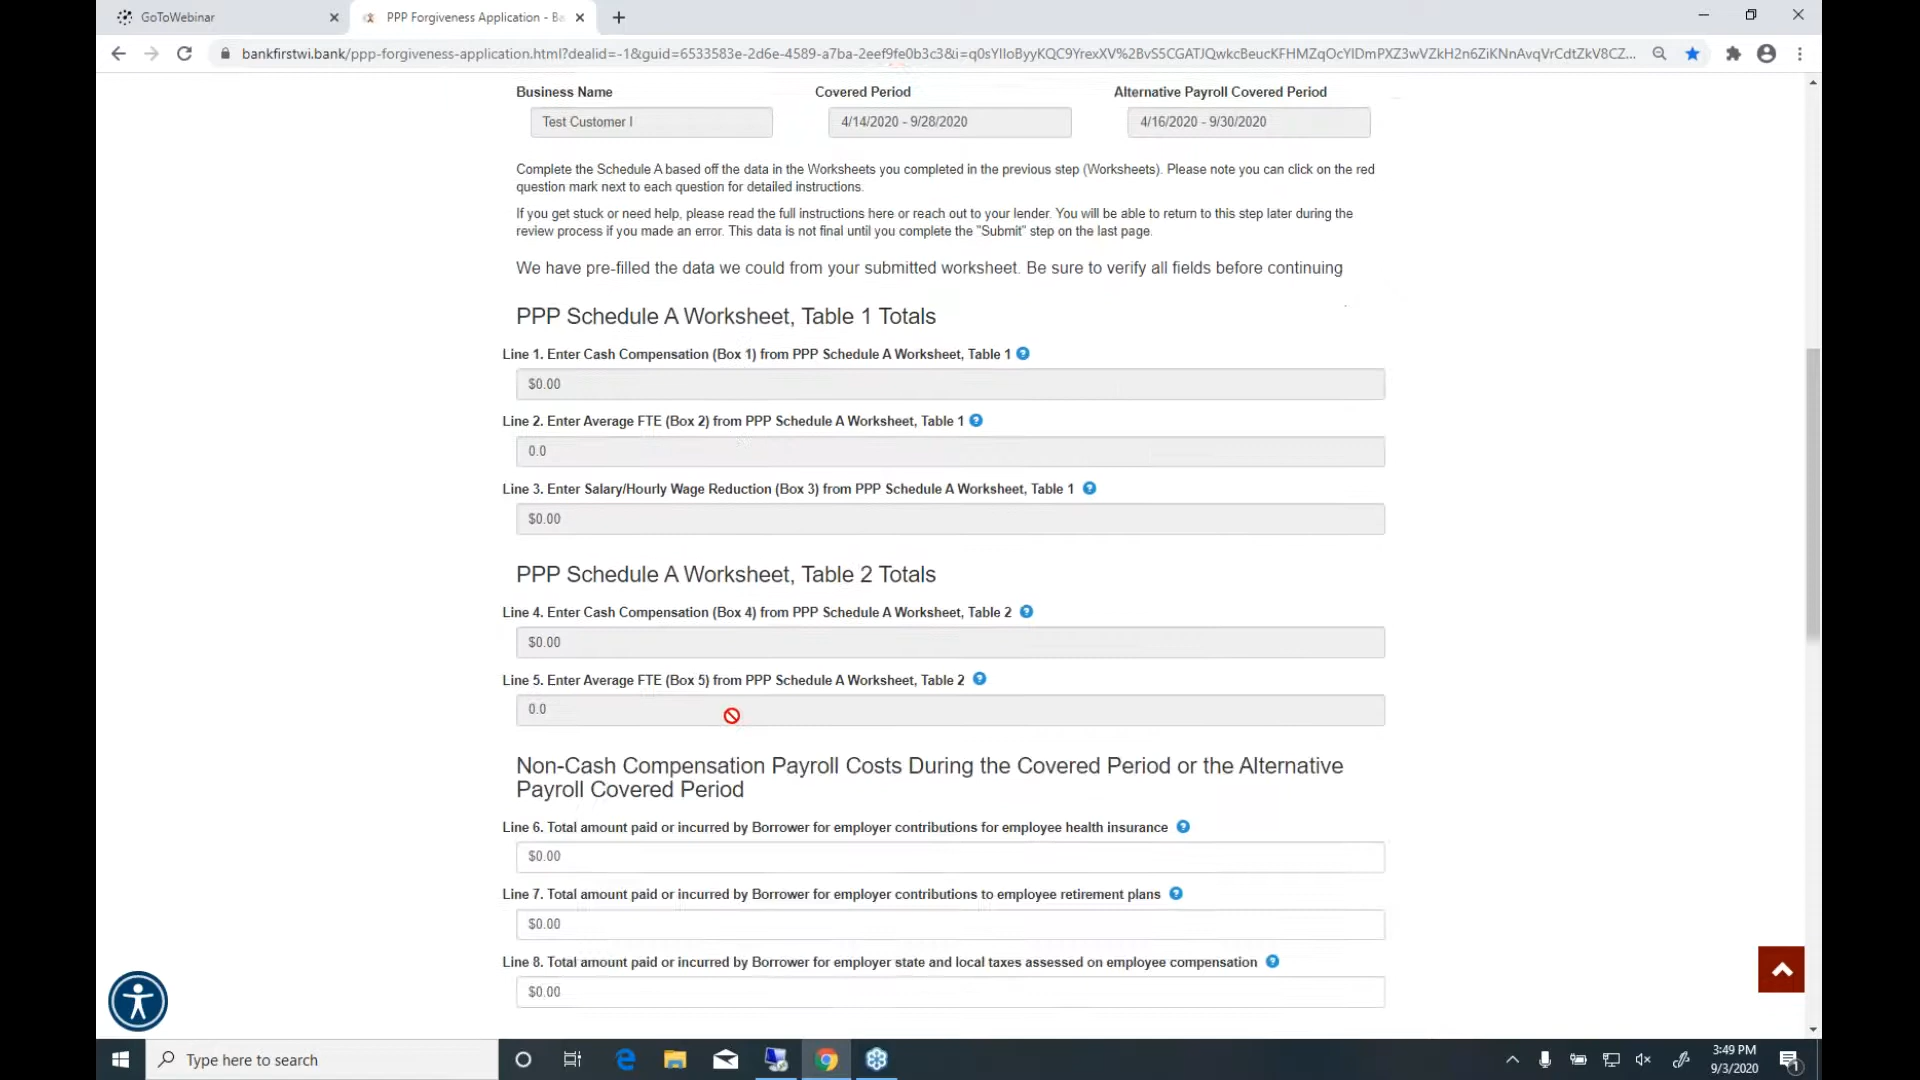 GoToWebinar
PPP Forgiveness Application - Ba
bankfirstwi.bank/ppp-forgiveness-application.html?dealid=-1&guid=6533583e-2d6e-4589-a7ba-2eef9fe0b3c3&i=q0sYIloByyKQC9YrexXV%2BvS5CGATJQwkcBeucKFHMZqOcYlDmPXZ3wVZkH2n6ZiKNnAvqVrCdtZkV8CZ...
Business Name Covered Period Alternative Payroll Covered Period
Test Customer I 4/14/2020 - 9/28/2020 4/16/2020 - 9/30/2020
Complete the Schedule A based off the data in the Worksheets you completed in the previous step (Worksheets). Please note you can click on the red
question mark next to each question for detailed instructions.
If you get stuck or need help, please read the full instructions here or reach out to your lender. You will be able to return to this step later during the
review process if you made an error. This data is not final until you complete the "Submit" step on the last page.
We have pre-filled the data we could from your submitted worksheet. Be sure to verify all fields before continuing
PPP Schedule A Worksheet, Table 1 Totals
Line 1. Enter Cash Compensation (Box 1) from PPP Schedule A Worksheet, Table 1
$0.00
Line 2. Enter Average FTE (Box 2) from PPP Schedule A Worksheet, Table 1
0.0
Line 3. Enter Salary/Hourly Wage Reduction (Box 3) from PPP Schedule A Worksheet, Table 1
$0.00
PPP Schedule A Worksheet, Table 2 Totals
Line 4. Enter Cash Compensation (Box 4) from PPP Schedule A Worksheet, Table 2
$0.00
Line 5. Enter Average FTE (Box 5) from PPP Schedule A Worksheet, Table 2
0.0
Non-Cash Compensation Payroll Costs During the Covered Period or the Alternative
Payroll Covered Period
Line 6. Total amount paid or incurred by Borrower for employer contributions for employee health insurance
$0.00
Line 7. Total amount paid or incurred by Borrower for employer contributions to employee retirement plans
$0.00
Line 8. Total amount paid or incurred by Borrower for employer state and local taxes assessed on employee compensation
$0.00
Type here to search
3:49 PM
9/3/2020
1